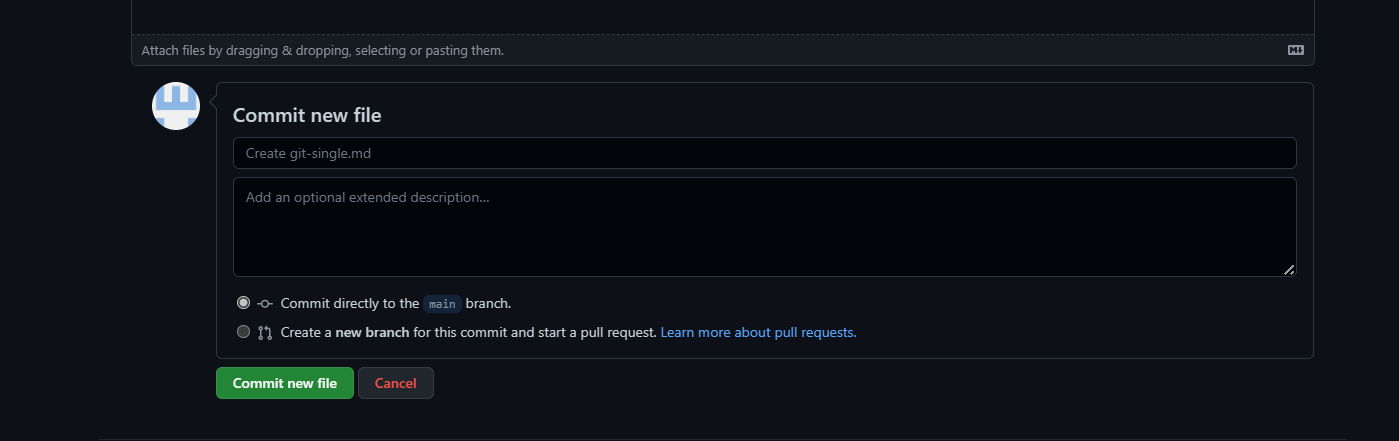 Attach files by dragging & dropping, selecting or pasting them.
Commit new file
Create git-single.md
Add an optional extended description...
Commit directly to the main branch.
Create a new branch for this commit and start a pull request. Learn more about pull requests.
Commit new file Cancel